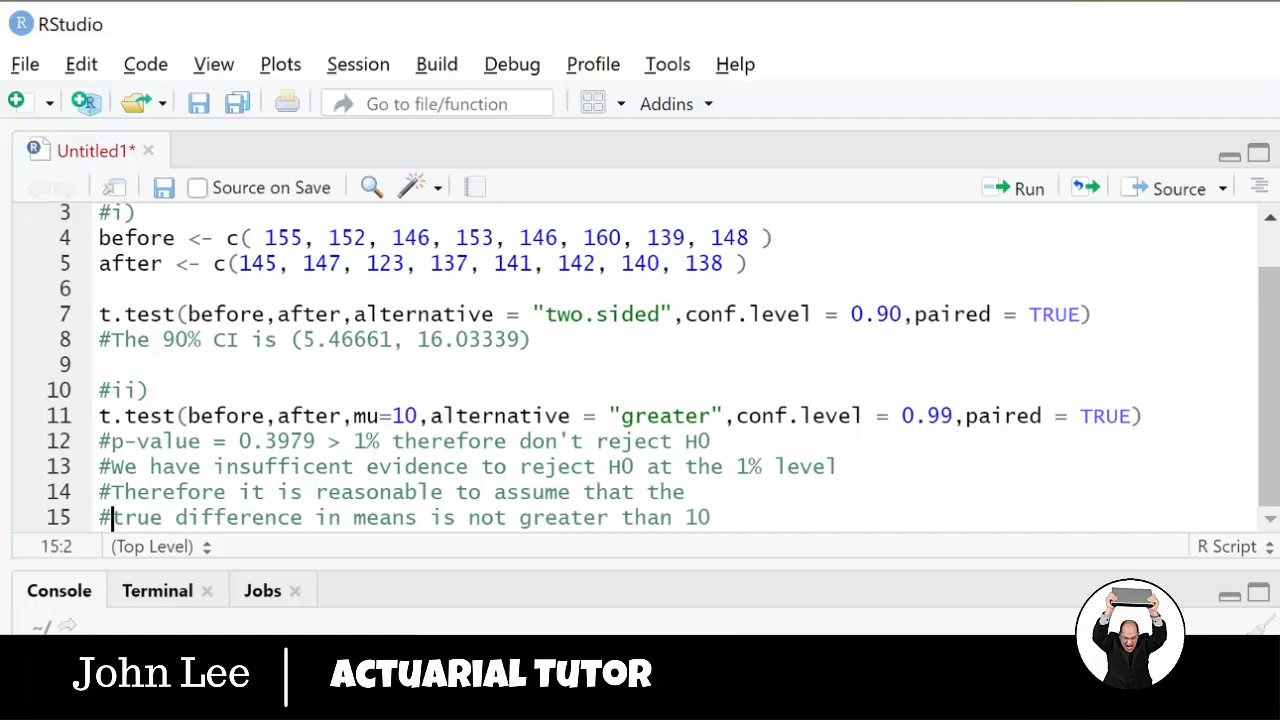 RStudio
File Edit Code View Plots Session Build Debug Profile Tools Help
Go to file/function Addins
Untitled1*
Source on Save Run Source
3 #i)
4 before <- c( 155, 152, 146, 153, 146, 160, 139, 148 )
5 after <- c(145, 147, 123, 137, 141, 142, 140, 138 )
6
7 t.test(before,after,alternative = "two.sided",conf.level = 0.90,paired = TRUE)
8 #The 90% CI is (5.46661, 16.03339)
9
10 #ii)
11 t.test(before,after,mu=10,alternative = "greater",conf.level = 0.99,paired = TRUE)
12 #p-value = 0.3979 > 1% therefore don't reject H0
13 #We have insufficent evidence to reject H0 at the 1% level
14 #Therefore it is reasonable to assume that the
15 #true difference in means is not greater than 10
15:2 (Top Level) R Script
Console Terminal Jobs
~/
John Lee | ACTUARIAL TUTOR